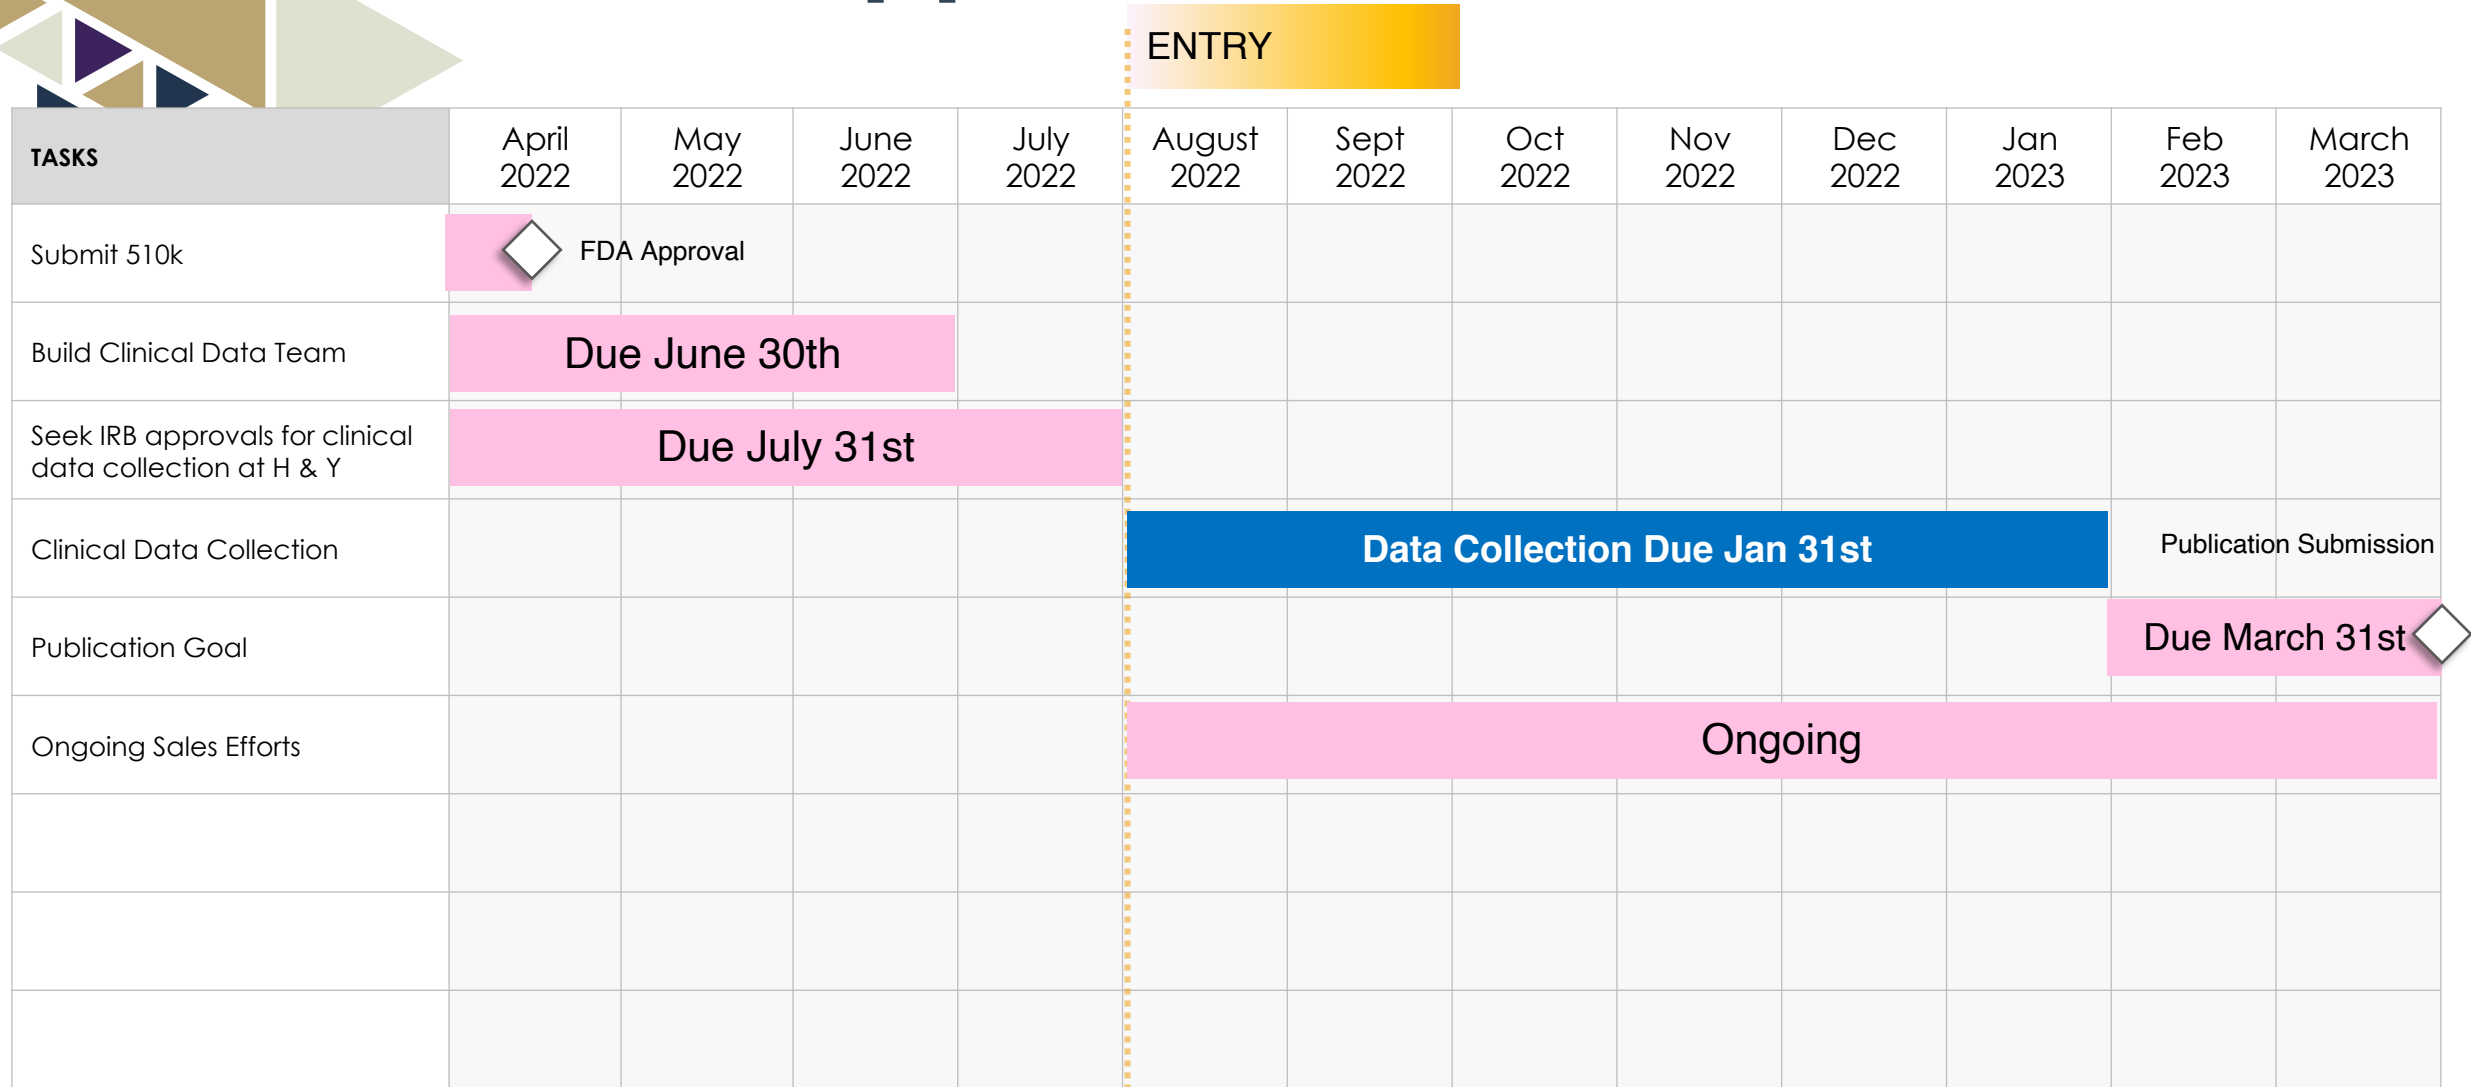 ENTRY
TASKS
April
2022
May
2022
June
2022
July
2022
August
2022
Sept
2022
Oct
2022
Nov
2022
Dec
2022
Jan
2023
Feb
2023
March
2023
Submit 510k
FDA Approval
Build Clinical Data Team
Due June 30th
Seek IRB approvals for clinical
data collection at H & Y
Due July 31st
Clinical Data Collection
Data Collection Due Jan 31st
Publication Submission
Publication Goal
Due March 31st
Ongoing Sales Efforts
Ongoing